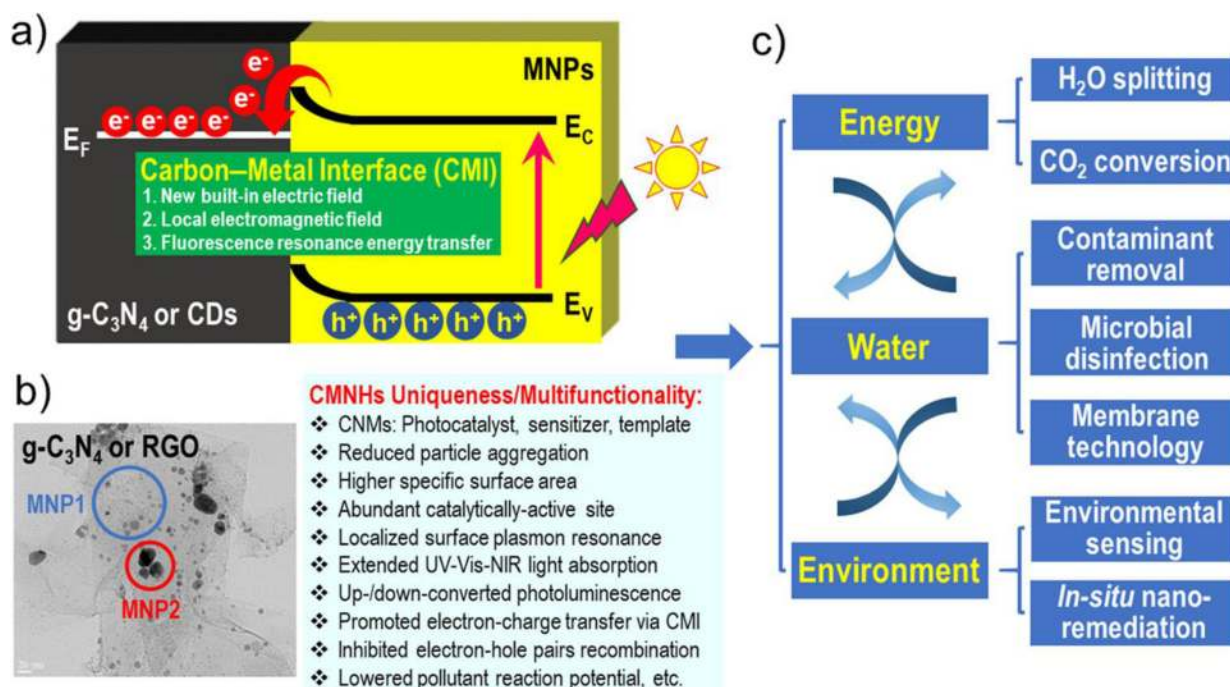 a)
e⁻
e⁻
e⁻ e⁻ e⁻ e⁻
MNPs
E_F
E_C
Carbon—Metal Interface (CMI)
1. New built-in electric field
2. Local electromagnetic field
3. Fluorescence resonance energy transfer
g-C₃N₄ or CDs
h⁺ h⁺ h⁺ h⁺ h⁺
E_V
b)
g-C₃N₄ or RGO
MNP1
MNP2
CMNHs Uniqueness/Multifunctionality:
❖ CNMs: Photocatalyst, sensitizer, template
❖ Reduced particle aggregation
❖ Higher specific surface area
❖ Abundant catalytically-active site
❖ Localized surface plasmon resonance
❖ Extended UV-Vis-NIR light absorption
❖ Up-/down-converted photoluminescence
❖ Promoted electron-charge transfer via CMI
❖ Inhibited electron-hole pairs recombination
❖ Lowered pollutant reaction potential, etc.
c)
Energy
H₂O splitting
CO₂ conversion
Water
Contaminant
removal
Microbial
disinfection
Membrane
technology
Environment
Environmental
sensing
In-situ nano-
remediation